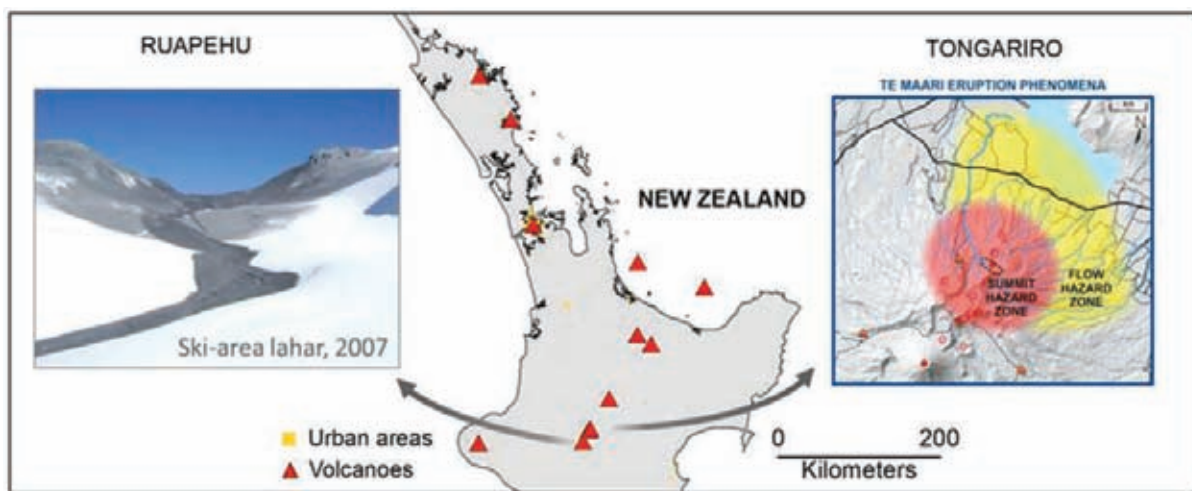 RUAPEHU
Ski-area lahar, 2007
NEW ZEALAND
Urban areas
Volcanoes
0 200
Kilometers
TONGARIRO
TE MAARI ERUPTION PHENOMENA
N
SUMMIT
HAZARD
ZONE
FLOW
HAZARD
ZONE